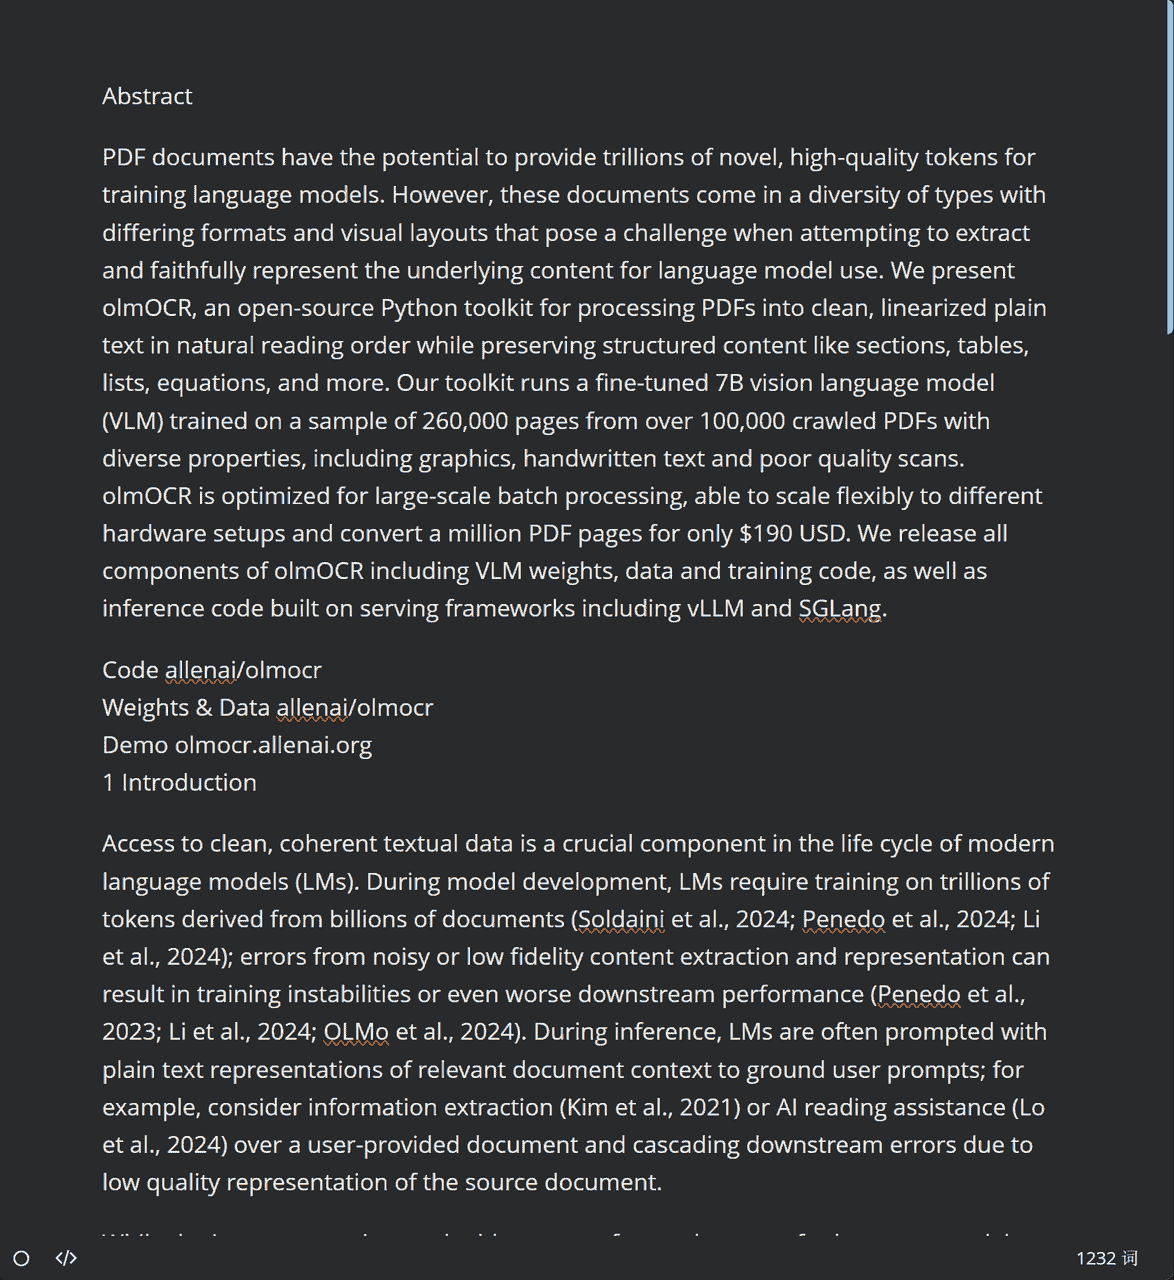 Abstract
PDF documents have the potential to provide trillions of novel, high-quality tokens for
training language models. However, these documents come in a diversity of types with
differing formats and visual layouts that pose a challenge when attempting to extract
and faithfully represent the underlying content for language model use. We present
olmOCR, an open-source Python toolkit for processing PDFs into clean, linearized plain
text in natural reading order while preserving structured content like sections, tables,
lists, equations, and more. Our toolkit runs a fine-tuned 7B vision language model
(VLM) trained on a sample of 260,000 pages from over 100,000 crawled PDFs with
diverse properties, including graphics, handwritten text and poor quality scans.
olmOCR is optimized for large-scale batch processing, able to scale flexibly to different
hardware setups and convert a million PDF pages for only $190 USD. We release all
components of olmOCR including VLM weights, data and training code, as well as
inference code built on serving frameworks including vLLM and SGLang.
Code allenai/olmocr
Weights & Data allenai/olmocr
Demo olmocr.allenai.org
1 Introduction
Access to clean, coherent textual data is a crucial component in the life cycle of modern
language models (LMs). During model development, LMs require training on trillions of
tokens derived from billions of documents (Soldaini et al., 2024; Penedo et al., 2024; Li
et al., 2024); errors from noisy or low fidelity content extraction and representation can
result in training instabilities or even worse downstream performance (Penedo et al.,
2023; Li et al., 2024; OLMo et al., 2024). During inference, LMs are often prompted with
plain text representations of relevant document context to ground user prompts; for
example, consider information extraction (Kim et al., 2021) or AI reading assistance (Lo
et al., 2024) over a user-provided document and cascading downstream errors due to
low quality representation of the source document.
1232 词